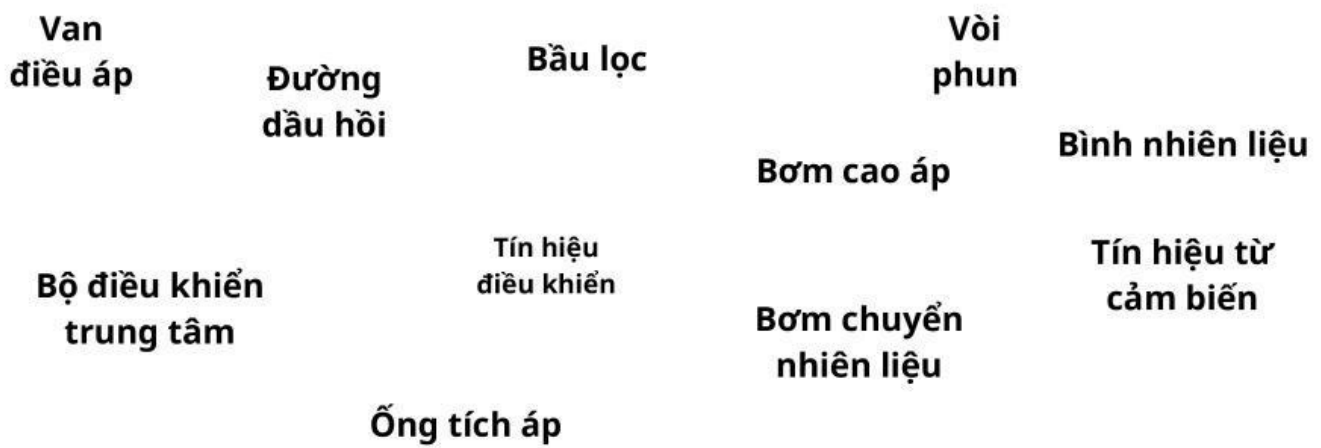 Van
điều áp
Đường
dầu hồi
Bầu lọc
Vòi
phun
Bơm cao áp
Bình nhiên liệu
Bộ điều khiển
trung tâm
Tín hiệu
điều khiển
Bơm chuyển
nhiên liệu
Tín hiệu từ
cảm biến
Ống tích áp